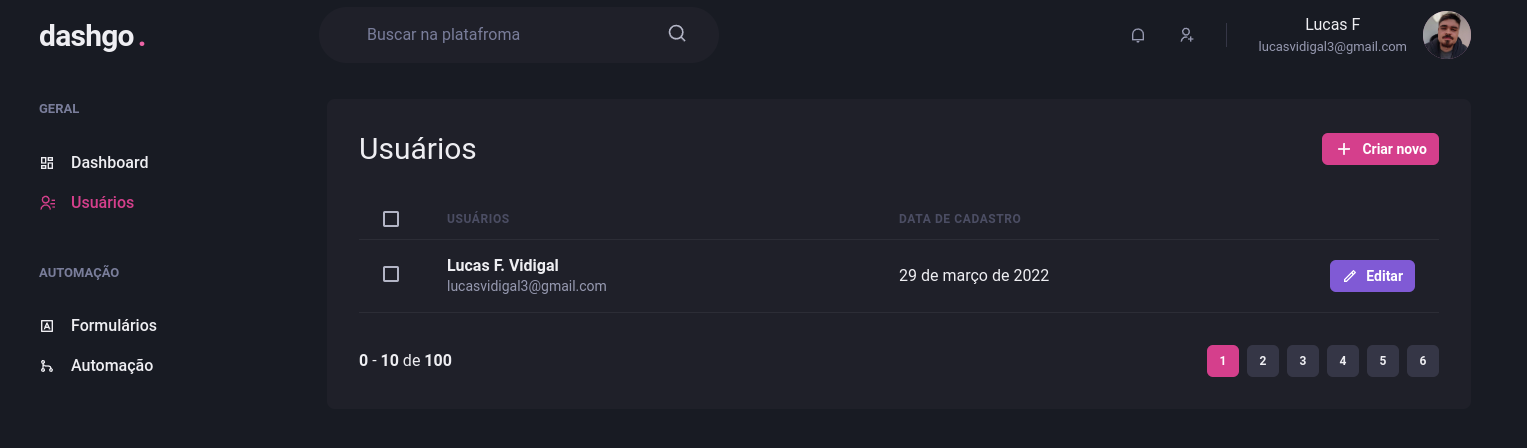 dashgo.
Buscar na platafroma
Lucas F
lucasvidigal3@gmail.com
GERAL
Dashboard
Usuários
AUTOMAÇÃO
Formulários
Automação
Usuários
Criar novo
USUÁRIOS DATA DE CADASTRO
Lucas F. Vidigal
lucasvidigal3@gmail.com
29 de março de 2022
Editar
0 - 10 de 100
1 2 3 4 5 6